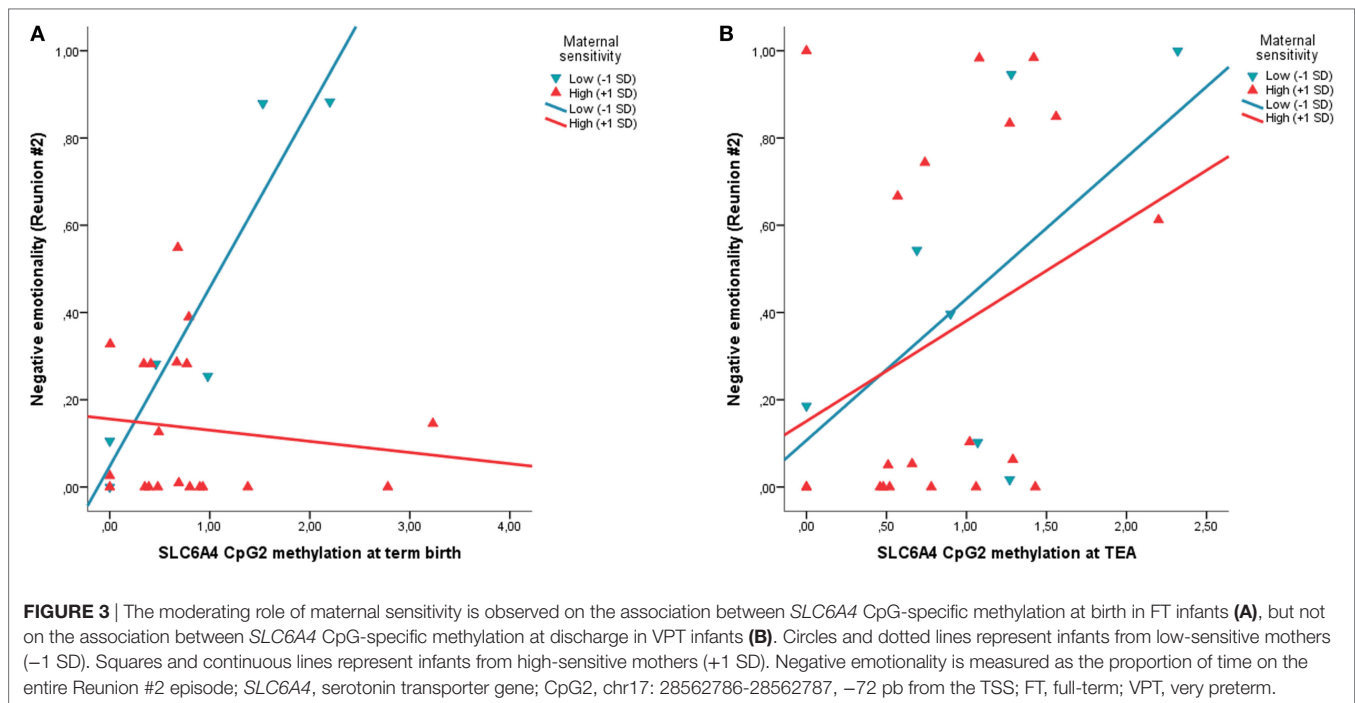 A
Negative emotionality (Reunion #2)
1,00
,80
,60
,40
,20
,00
,00 1,00 2,00 3,00 4,00
SLC6A4 CpG2 methylation at term birth
Maternal
sensitivity
Low (-1 SD)
High (+1 SD)
Low (-1 SD)
High (+1 SD)
B
Negative emotionality (Reunion #2)
1,00
,80
,60
,40
,20
,00
,00 ,50 1,00 1,50 2,00 2,50
SLC6A4 CpG2 methylation at TEA
Maternal
sensitivity
Low (-1 SD)
High (+1 SD)
Low (-1 SD)
High (+1 SD)
FIGURE 3 | The moderating role of maternal sensitivity is observed on the association between SLC6A4 CpG-specific methylation at birth in FT infants (A), but not
on the association between SLC6A4 CpG-specific methylation at discharge in VPT infants (B). Circles and dotted lines represent infants from low-sensitive mothers
(−1 SD). Squares and continuous lines represent infants from high-sensitive mothers (+1 SD). Negative emotionality is measured as the proportion of time on the
entire Reunion #2 episode; SLC6A4, serotonin transporter gene; CpG2, chr17: 28562786-28562787, −72 pb from the TSS; FT, full-term; VPT, very preterm.